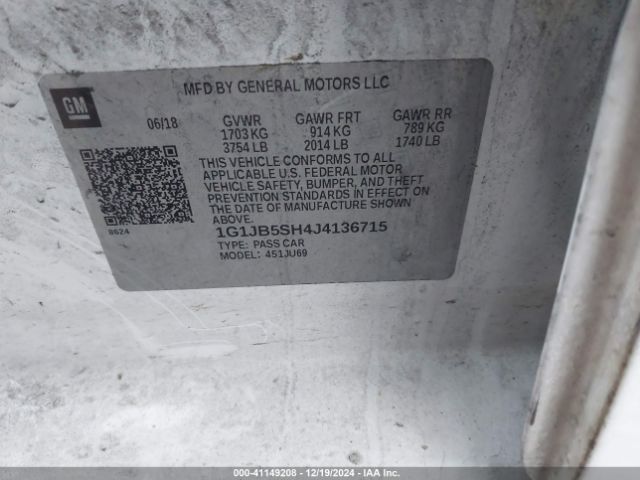 GM
MFD BY GENERAL MOTORS LLC
06/18 GVWR GAWR FRT GAWR RR
1703 KG 914 KG 789 KG
3754 LB 2014 LB 1740 LB
THIS VEHICLE CONFORMS TO ALL
APPLICABLE U.S. FEDERAL MOTOR
VEHICLE SAFETY, BUMPER, AND THEFT
PREVENTION STANDARDS IN EFFECT ON
THE DATE OF MANUFACTURE SHOWN
ABOVE.
8624
1G1JB5SH4J4136715
TYPE: PASS CAR
MODEL: 451JU69
000-41149208 - 12/19/2024 - IAA Inc.